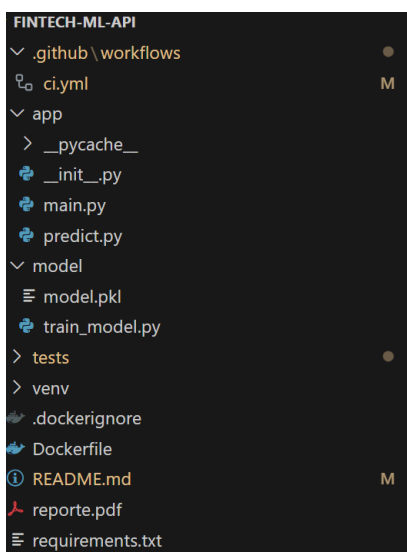 FINTECH-ML-API
.github\workflows
ci.yml M
app
__pycache__
__init__.py
main.py
predict.py
model
model.pkl
train_model.py
tests
venv
.dockerignore
Dockerfile
README.md M
reporte.pdf
requirements.txt